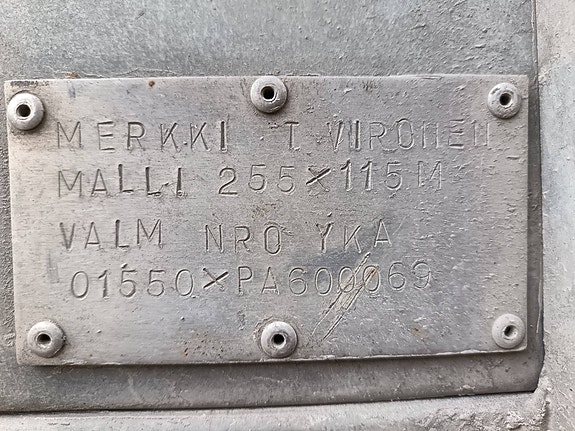 MERKKI T. VIRONEN
MALLI 255×115M
VALM NRO YKA
01550×PA600069